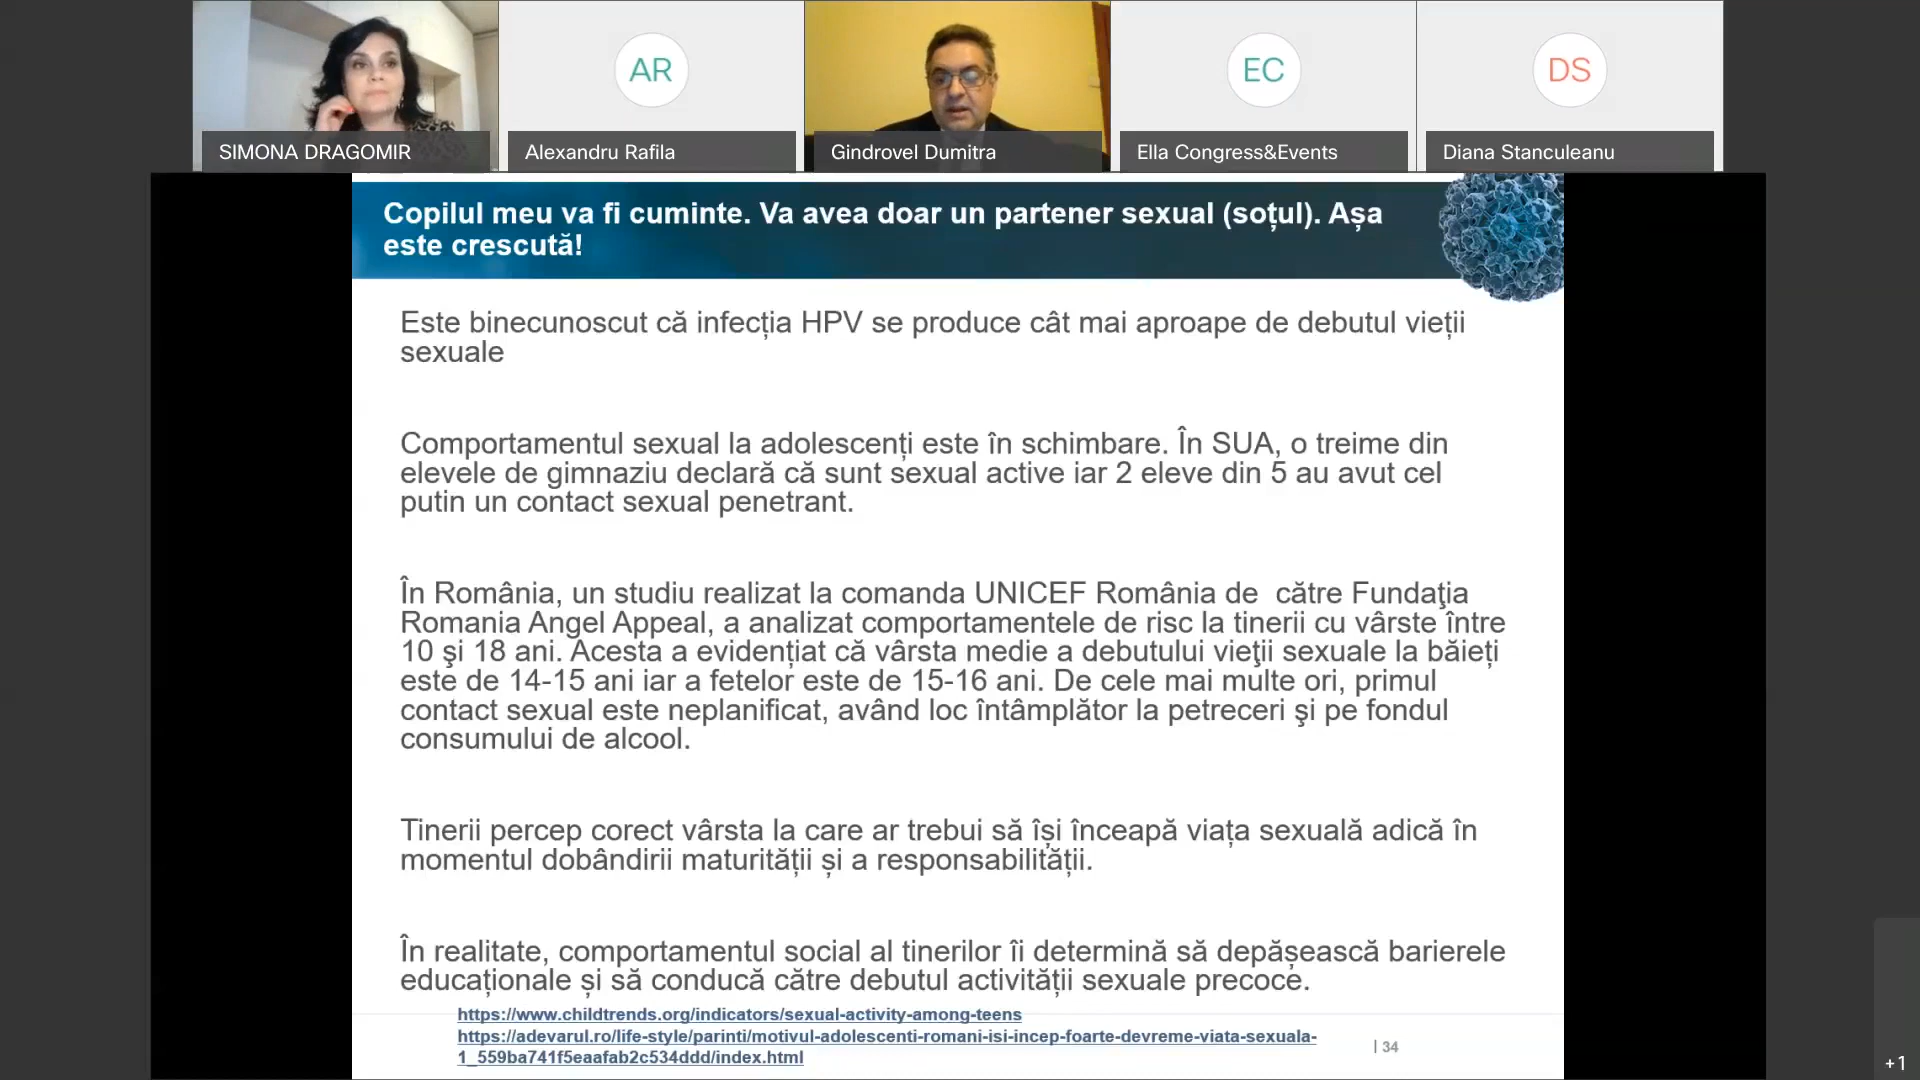 AR
EC
DS
SIMONA DRAGOMIR
Alexandru Rafila
Gindrovel Dumitra
Ella Congress&Events
Diana Stanculeanu
Copilul meu va fi cuminte. Va avea doar un partener sexual (soțul). Așa
este crescută!
Este binecunoscut că infecția HPV se produce cât mai aproape de debutul vieții
sexuale
Comportamentul sexual la adolescenți este în schimbare. În SUA, o treime din
elevele de gimnaziu declară că sunt sexual active iar 2 eleve din 5 au avut cel
putin un contact sexual penetrant.
În România, un studiu realizat la comanda UNICEF România de  către Fundaţia
Romania Angel Appeal, a analizat comportamentele de risc la tinerii cu vârste între
10 şi 18 ani. Acesta a evidențiat că vârsta medie a debutului vieţii sexuale la băieți
este de 14-15 ani iar a fetelor este de 15-16 ani. De cele mai multe ori, primul
contact sexual este neplanificat, având loc întâmplător la petreceri şi pe fondul
consumului de alcool.
Tinerii percep corect vârsta la care ar trebui să își înceapă viața sexuală adică în
momentul dobândirii maturității și a responsabilității.
În realitate, comportamentul social al tinerilor îi determină să depășească barierele
educaționale și să conducă către debutul activității sexuale precoce.
https://www.childtrends.org/indicators/sexual-activity-among-teens
https://adevarul.ro/life-style/parinti/motivul-adolescenti-romani-isi-incep-foarte-devreme-viata-sexuala-
1_559ba741f5eaafab2c534ddd/index.html
| 34
+1